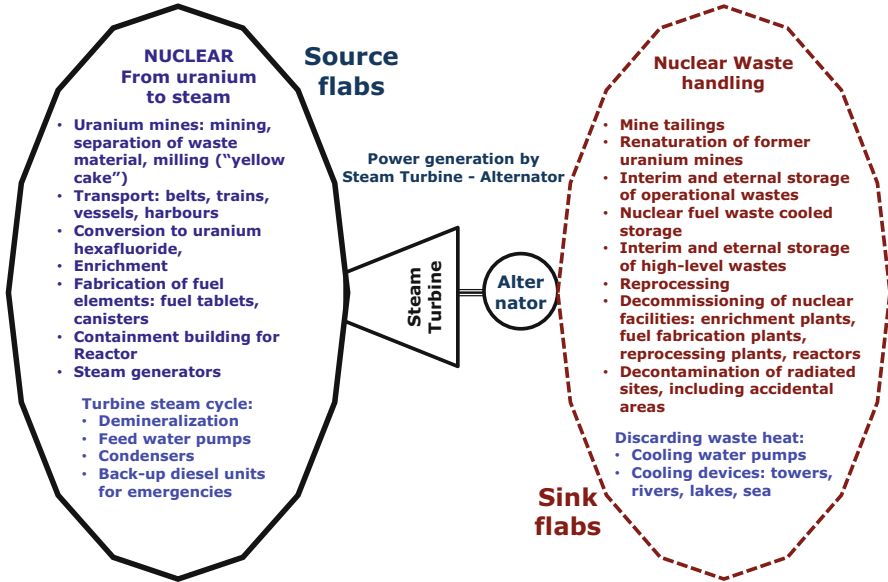 NUCLEAR
From uranium
to steam
• Uranium mines: mining,
separation of waste
material, milling (“yellow
cake”)
• Transport: belts, trains,
vessels, harbours
• Conversion to uranium
hexafluoride,
• Enrichment
• Fabrication of fuel
elements: fuel tablets,
canisters
• Containment building for
Reactor
• Steam generators
Turbine steam cycle:
• Demineralization
• Feed water pumps
• Condensers
• Back-up diesel units
for emergencies
Source
flabs
Power generation by
Steam Turbine - Alternator
Steam
Turbine
Alter
nator
Nuclear Waste
handling
• Mine tailings
• Renaturation of former
uranium mines
• Interim and eternal storage
of operational wastes
• Nuclear fuel waste cooled
storage
• Interim and eternal storage
of high-level wastes
• Reprocessing
• Decommissioning of nuclear
facilities: enrichment plants,
fuel fabrication plants,
reprocessing plants, reactors
• Decontamination of radiated
sites, including accidental
areas
Discarding waste heat:
• Cooling water pumps
• Cooling devices: towers,
rivers, lakes, sea
Sink
flabs